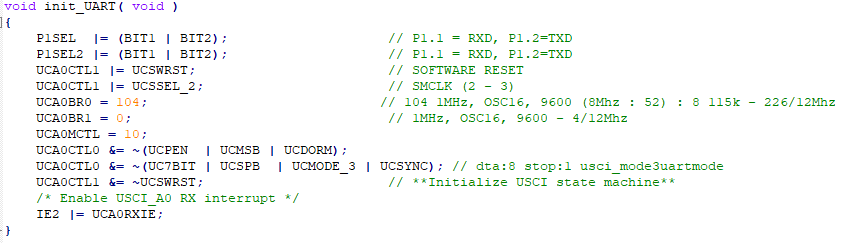 void init_UART( void )
{
P1SEL |= (BIT1 | BIT2); // P1.1 = RXD, P1.2=TXD
P1SEL2 |= (BIT1 | BIT2); // P1.1 = RXD, P1.2=TXD
UCA0CTL1 |= UCSWRST; // SOFTWARE RESET
UCA0CTL1 |= UCSSEL_2; // SMCLK (2 - 3)
UCA0BR0 = 104; // 104 1MHz, OSC16, 9600 (8Mhz : 52) : 8 115k - 226/12Mhz
UCA0BR1 = 0; // 1MHz, OSC16, 9600 - 4/12Mhz
UCA0MCTL = 10;
UCA0CTL0 &= ~(UCPEN | UCMSB | UCDORM);
UCA0CTL0 &= ~(UC7BIT | UCSPB | UCMODE_3 | UCSYNC); // dta:8 stop:1 usci_mode3uartmode
UCA0CTL1 &= ~UCSWRST; // **Initialize USCI state machine**
/* Enable USCI_A0 RX interrupt */
IE2 |= UCA0RXIE;
}